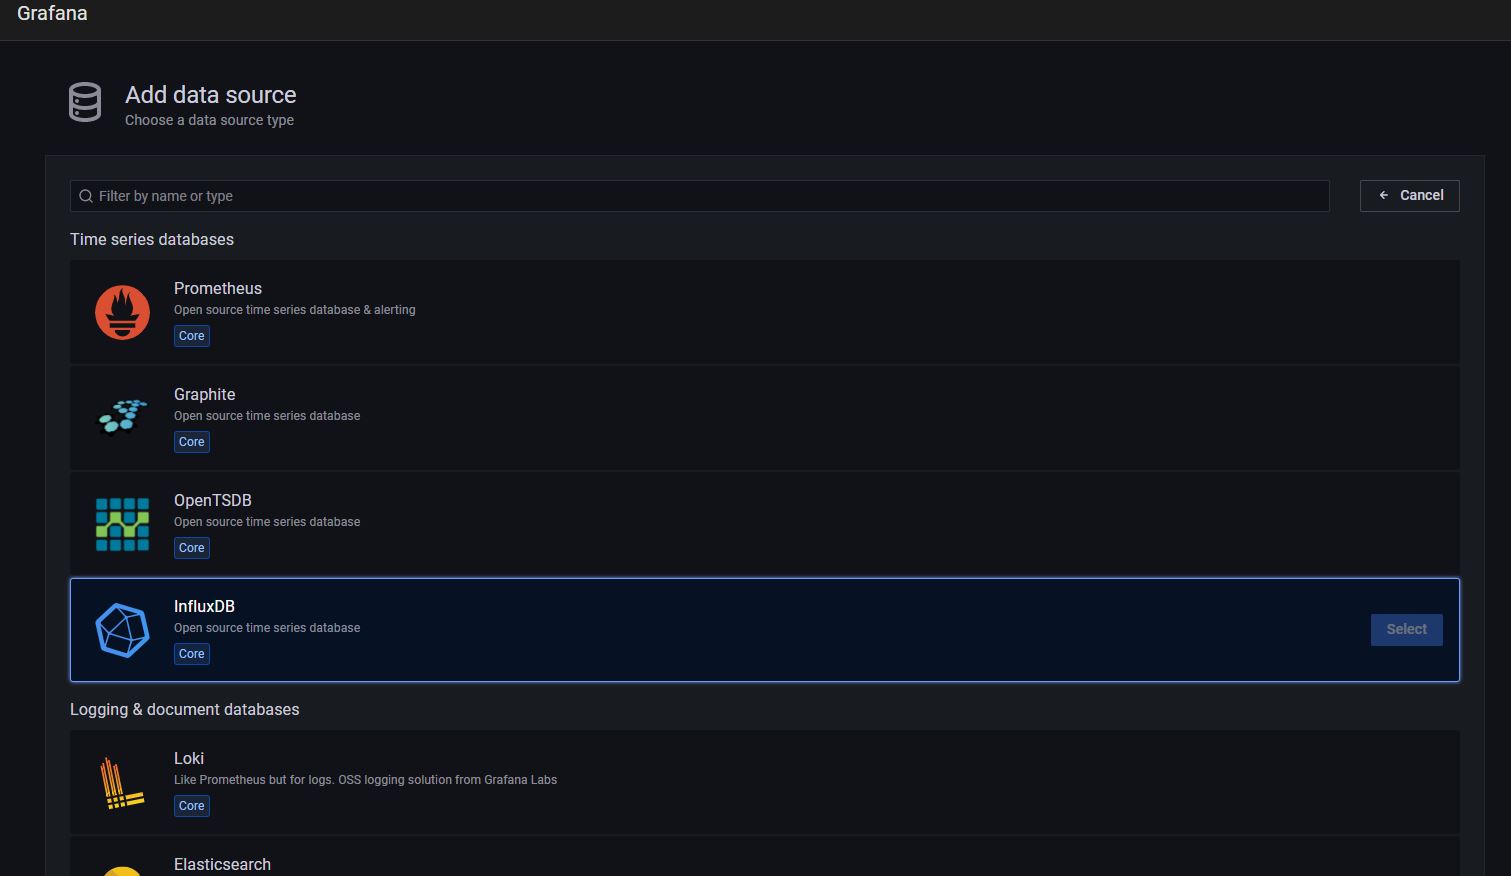 Grafana
Add data source
Choose a data source type
Filter by name or type
Cancel
Time series databases
Prometheus
Open source time series database & alerting
Core
Graphite
Open source time series database
Core
OpenTSDB
Open source time series database
Core
InfluxDB
Open source time series database
Core
Select
Logging & document databases
Loki
Like Prometheus but for logs. OSS logging solution from Grafana Labs
Core
Elasticsearch